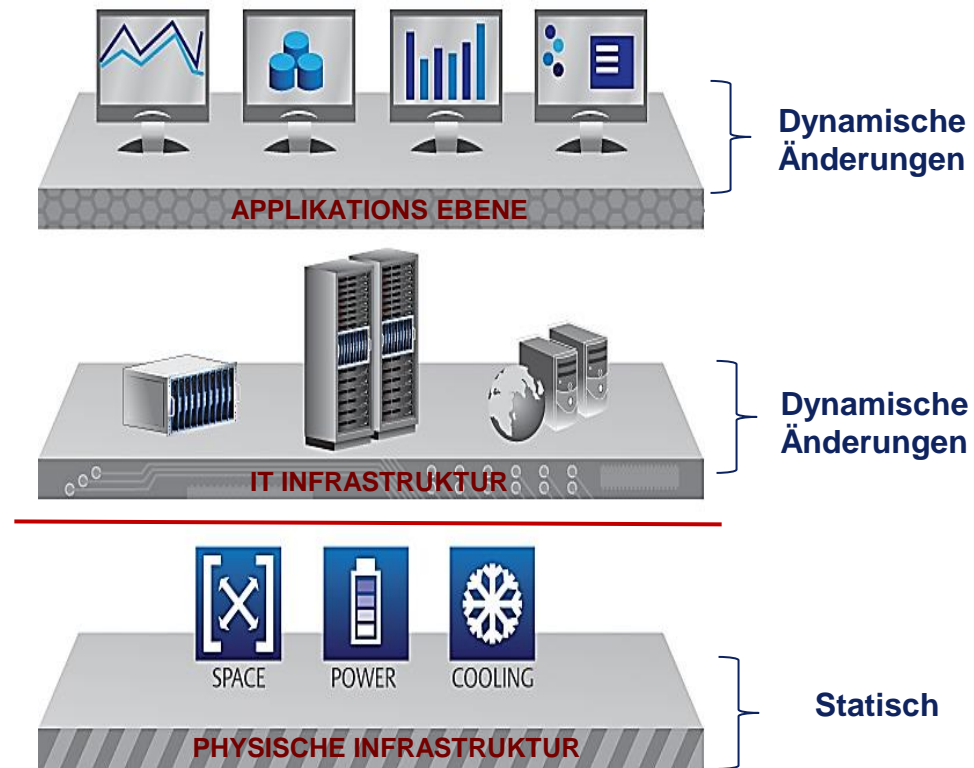 Dynamische
Änderungen
APPLIKATIONS EBENE
Dynamische
Änderungen
IT INFRASTRUKTUR
SPACE
POWER
COOLING
Statisch
PHYSISCHE INFRASTRUKTUR